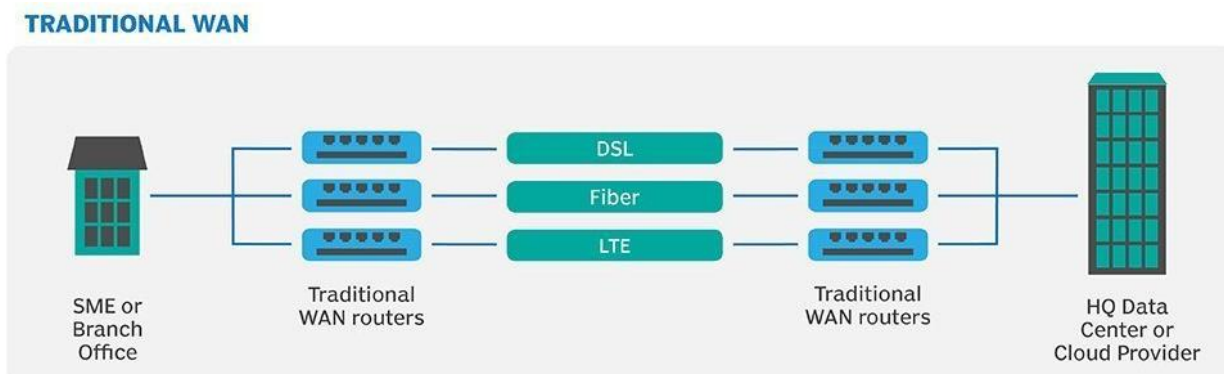 TRADITIONAL WAN
DSL
Fiber
LTE
SME or
Branch
Office
Traditional
WAN routers
Traditional
WAN routers
HQ Data
Center or
Cloud Provider